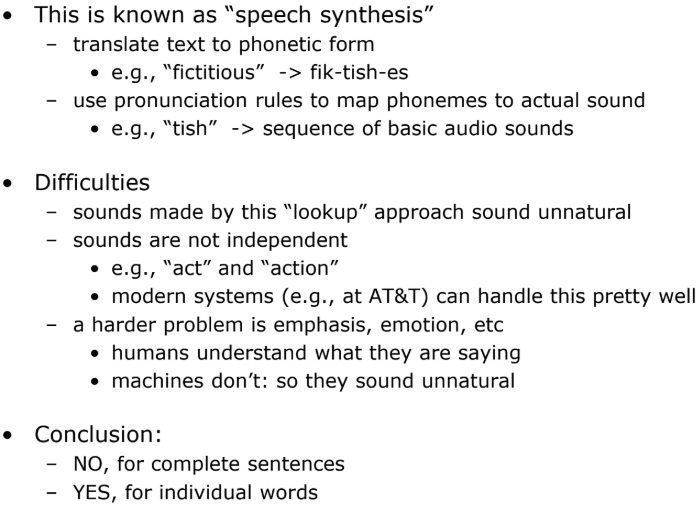 • This is known as “speech synthesis”
– translate text to phonetic form
• e.g., “fictitious” -> fik-tish-es
– use pronunciation rules to map phonemes to actual sound
• e.g., “tish” -> sequence of basic audio sounds
• Difficulties
– sounds made by this “lookup” approach sound unnatural
– sounds are not independent
• e.g., “act” and “action”
• modern systems (e.g., at AT&T) can handle this pretty well
– a harder problem is emphasis, emotion, etc
• humans understand what they are saying
• machines don’t: so they sound unnatural
• Conclusion:
– NO, for complete sentences
– YES, for individual words